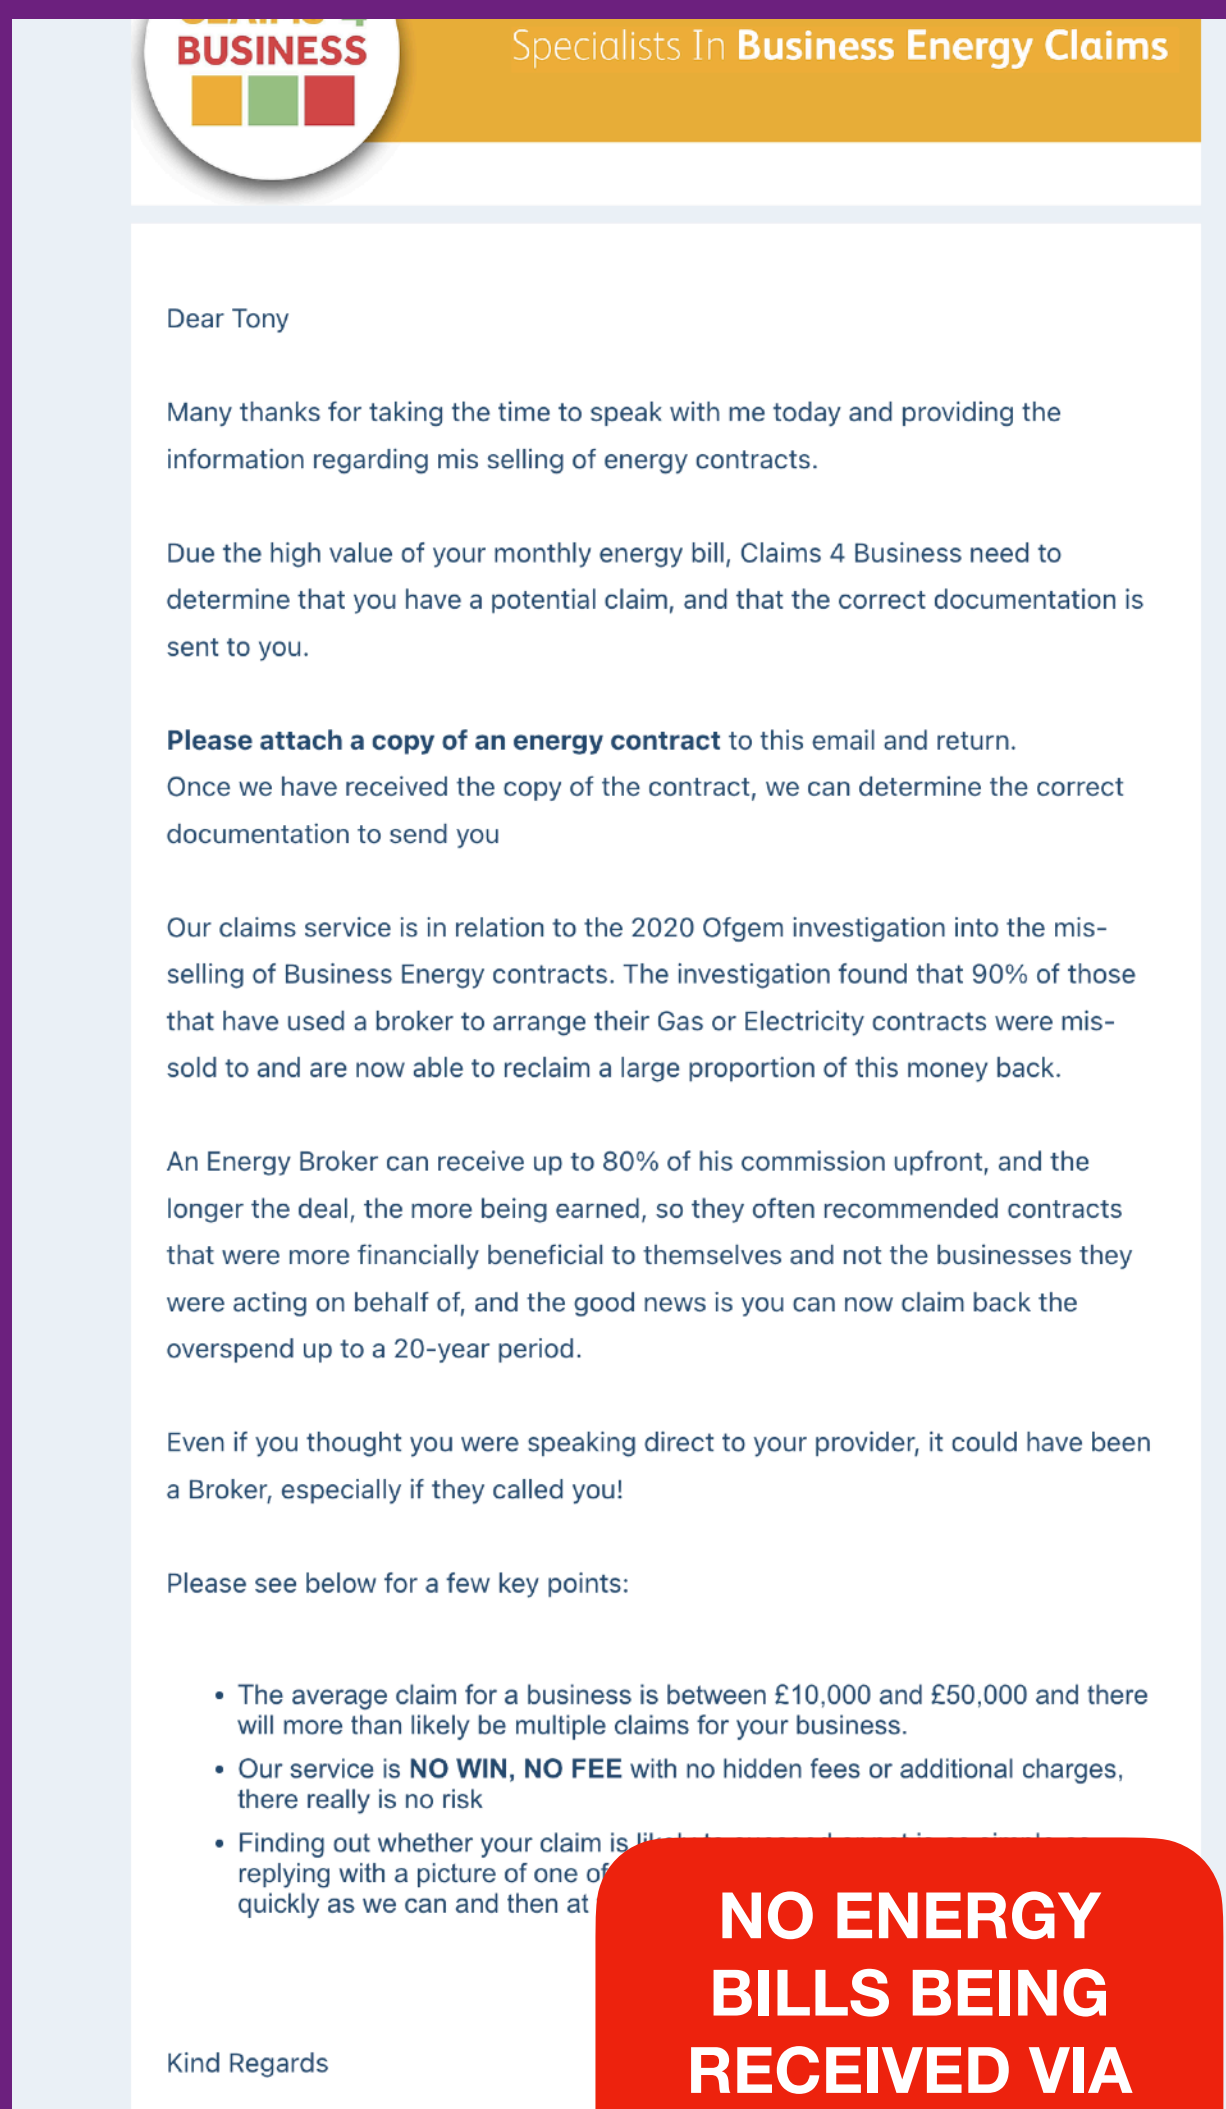 BUSINESS
Specialists In Business Energy Claims
Dear Tony
Many thanks for taking the time to speak with me today and providing the
information regarding mis selling of energy contracts.
Due the high value of your monthly energy bill, Claims 4 Business need to
determine that you have a potential claim, and that the correct documentation is
sent to you.
Please attach a copy of an energy contract to this email and return.
Once we have received the copy of the contract, we can determine the correct
documentation to send you
Our claims service is in relation to the 2020 Ofgem investigation into the mis-
selling of Business Energy contracts. The investigation found that 90% of those
that have used a broker to arrange their Gas or Electricity contracts were mis-
sold to and are now able to reclaim a large proportion of this money back.
An Energy Broker can receive up to 80% of his commission upfront, and the
longer the deal, the more being earned, so they often recommended contracts
that were more financially beneficial to themselves and not the businesses they
were acting on behalf of, and the good news is you can now claim back the
overspend up to a 20-year period.
Even if you thought you were speaking direct to your provider, it could have been
a Broker, especially if they called you!
Please see below for a few key points:
• The average claim for a business is between £10,000 and £50,000 and there
will more than likely be multiple claims for your business.
• Our service is NO WIN, NO FEE with no hidden fees or additional charges,
there really is no risk
• Finding out whether your claim is
replying with a picture of one of
quickly as we can and then at
Kind Regards
NO ENERGY
BILLS BEING
RECEIVED VIA